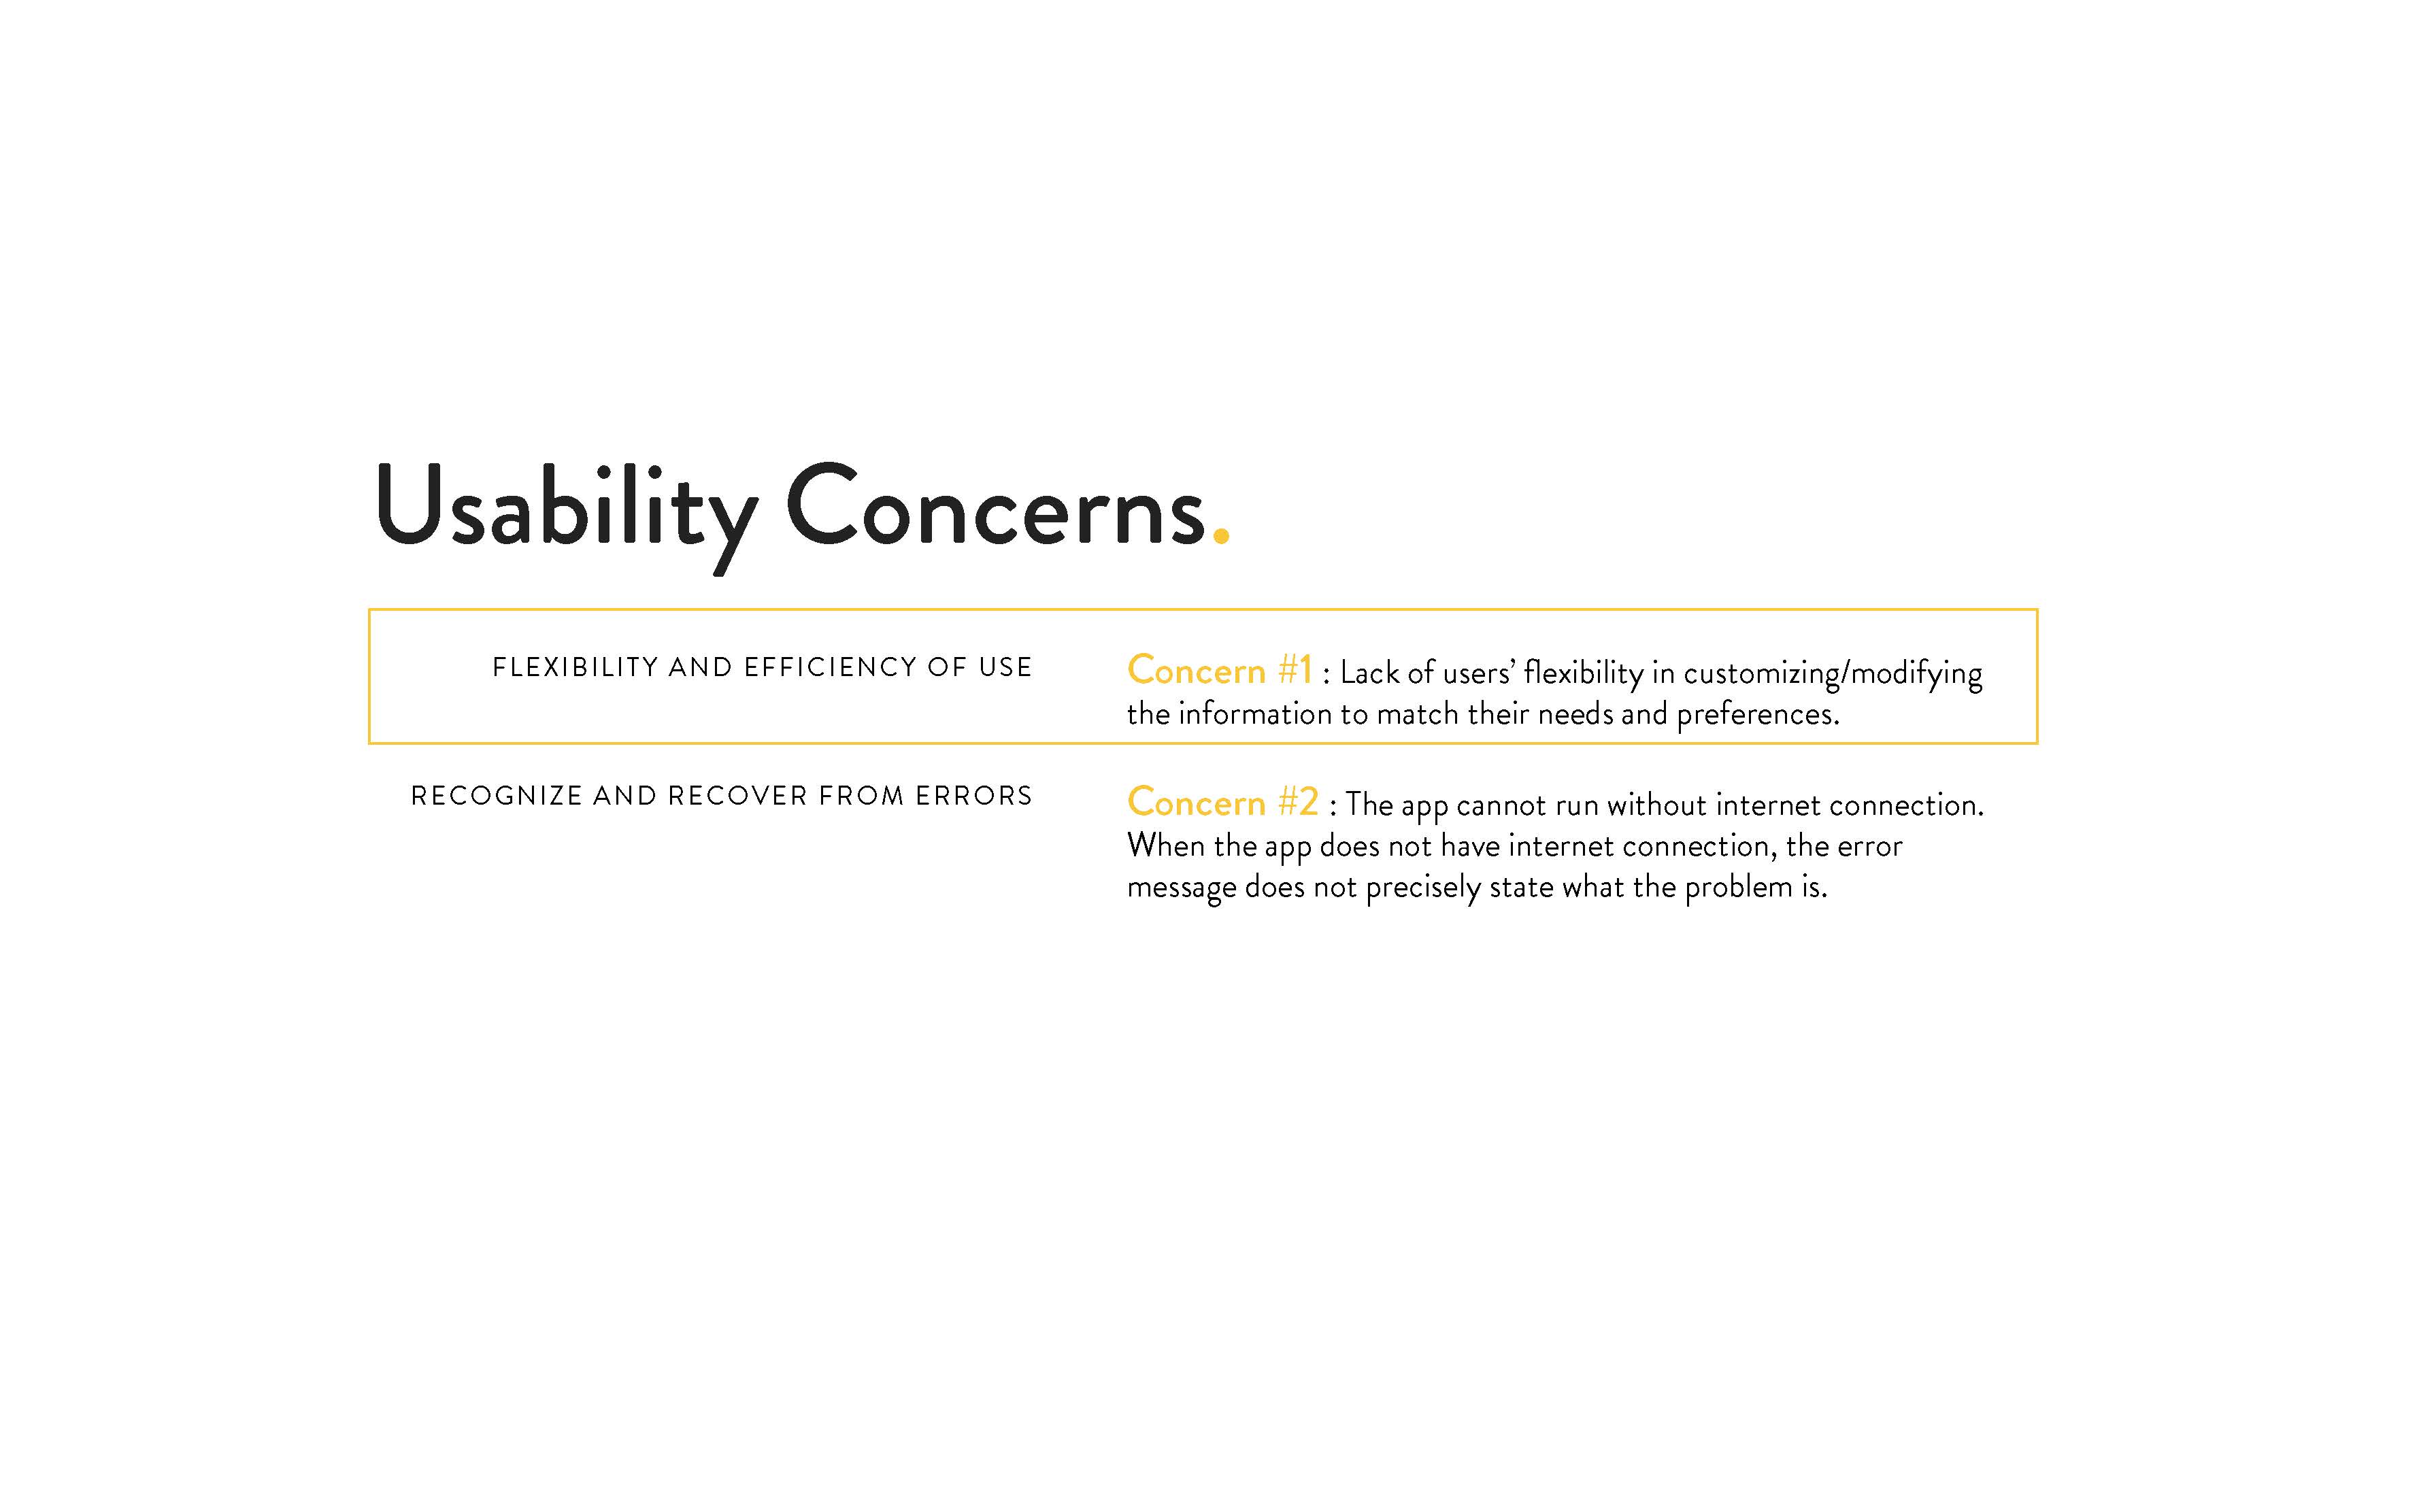 Usability Concerns.
FLEXIBILITY AND EFFICIENCY OF USE
Concern #1 : Lack of users’ flexibility in customizing/modifying
the information to match their needs and preferences.
RECOGNIZE AND RECOVER FROM ERRORS
Concern #2 : The app cannot run without internet connection.
When the app does not have internet connection, the error
message does not precisely state what the problem is.